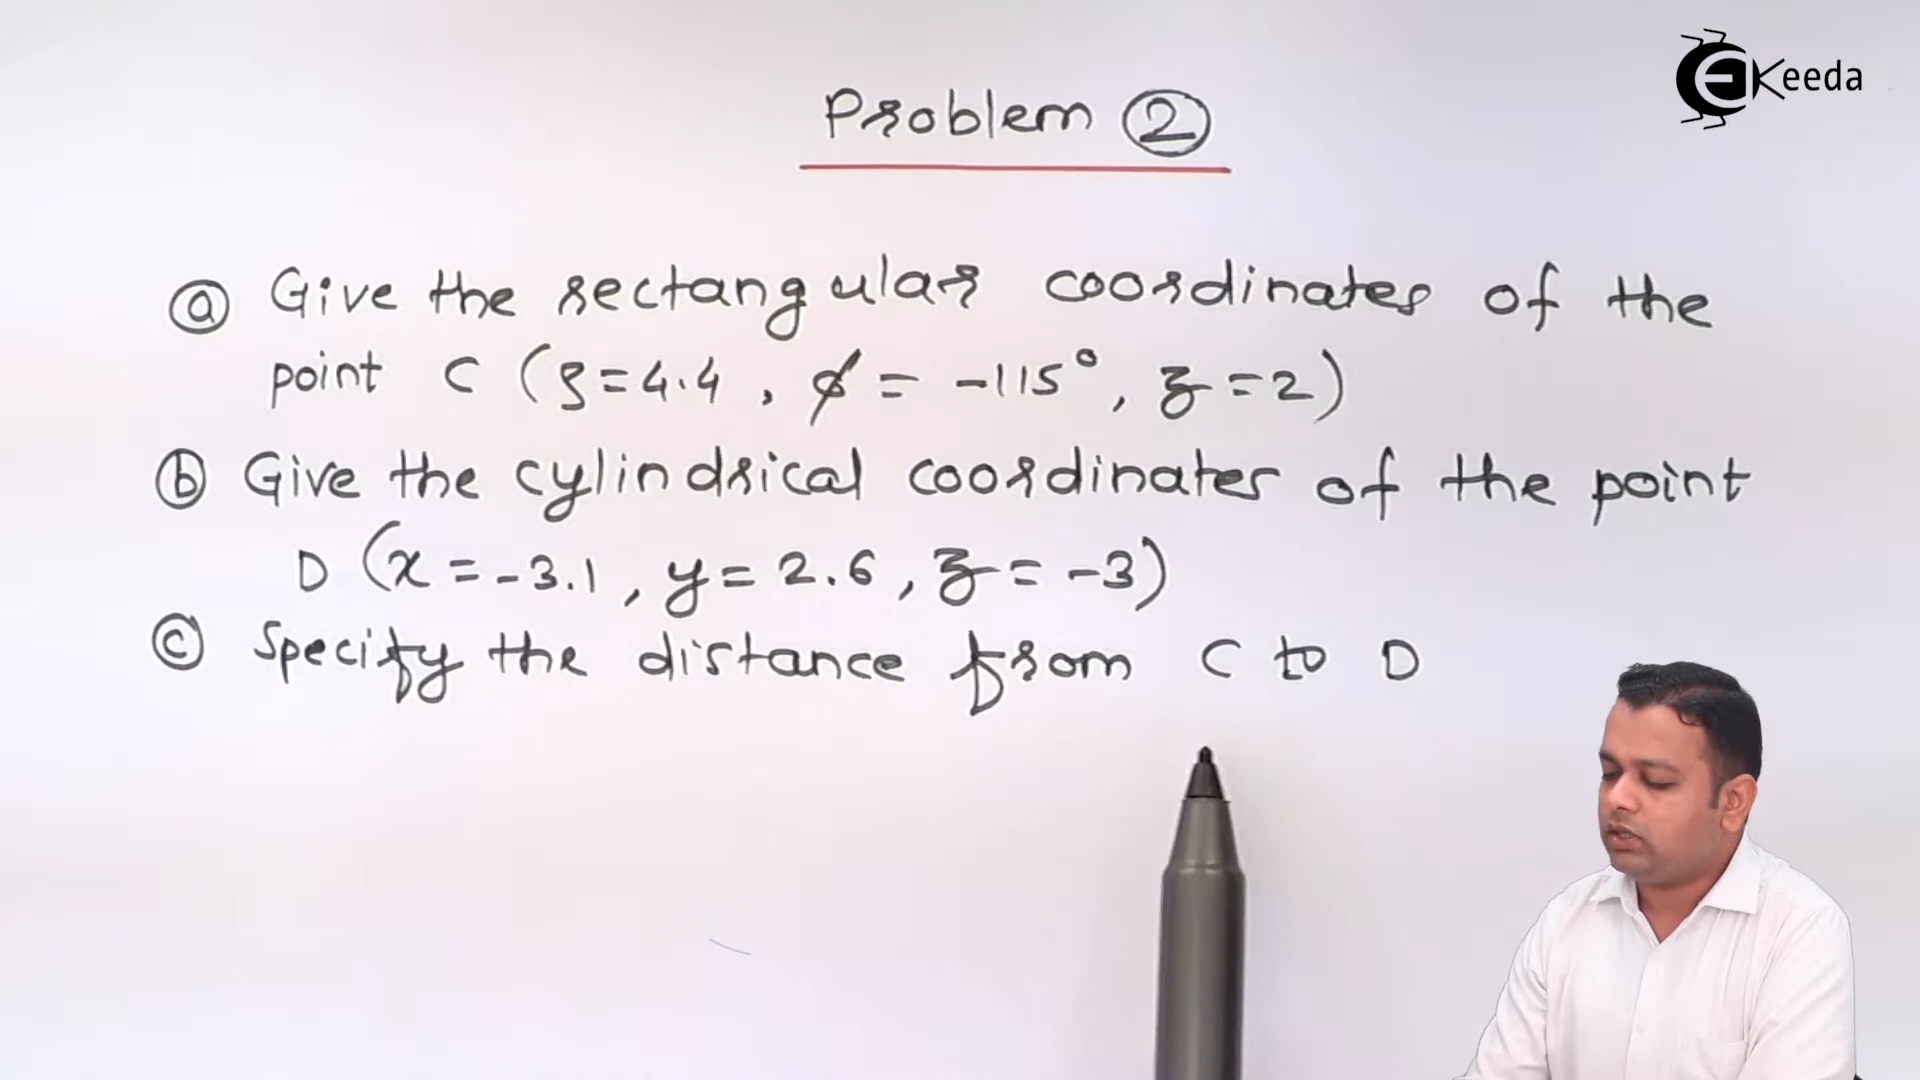 EKeeda
Problem ②
ⓐ Give the rectangular coordinates of the
point C (ρ=4.4, ϕ = -115°, z=2)
ⓑ Give the cylindrical coordinates of the point
D (x=-3.1, y=2.6, z=-3)
ⓒ Specify the distance from C to D